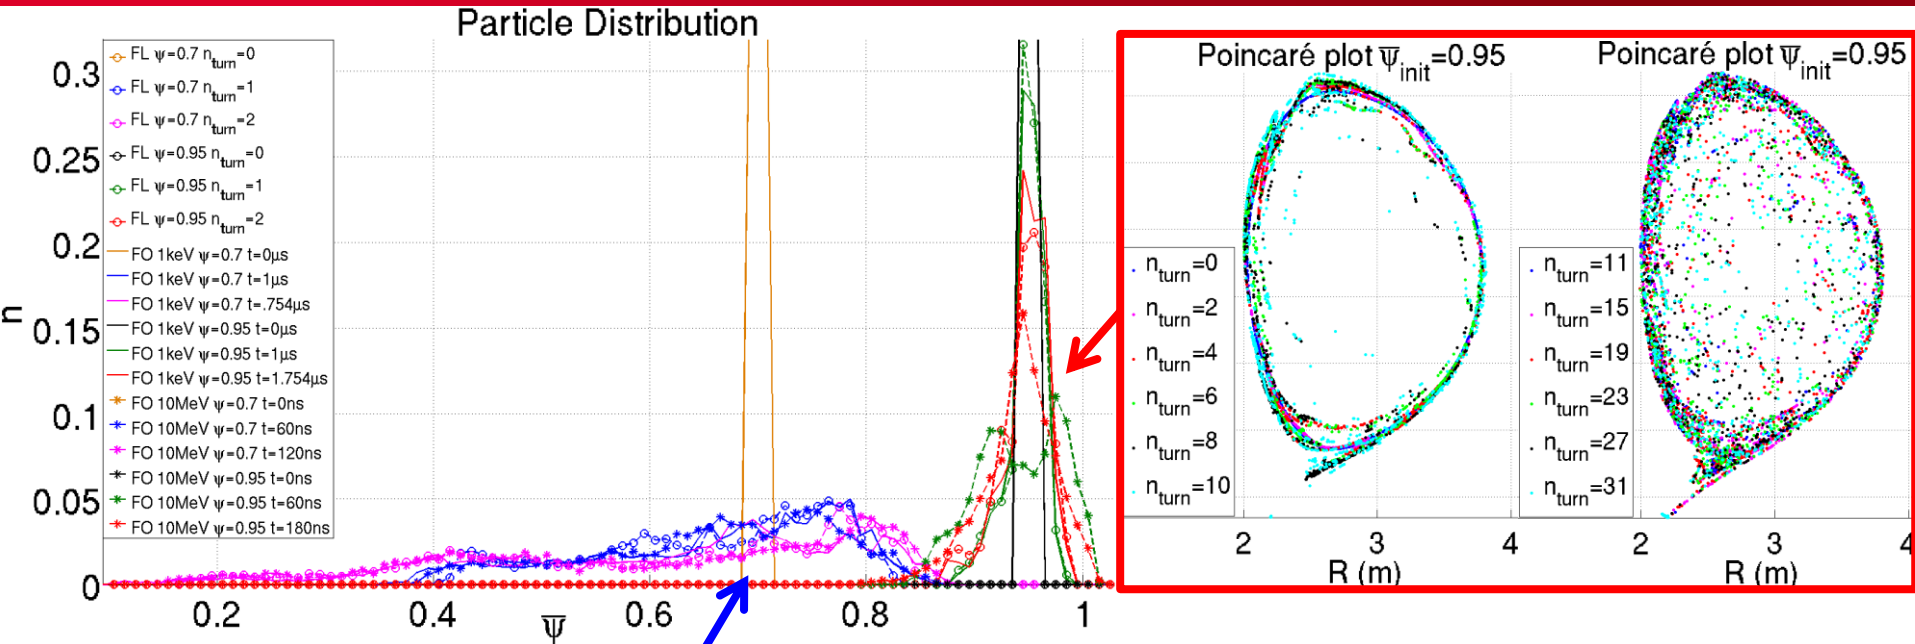 Particle Distribution
FL ψ=0.7 n_turn=0
FL ψ=0.7 n_turn=1
FL ψ=0.7 n_turn=2
FL ψ=0.95 n_turn=0
FL ψ=0.95 n_turn=1
FL ψ=0.95 n_turn=2
FO 1keV ψ=0.7 t=0µs
FO 1keV ψ=0.7 t=1µs
FO 1keV ψ=0.7 t=.754µs
FO 1keV ψ=0.95 t=0µs
FO 1keV ψ=0.95 t=1µs
FO 1keV ψ=0.95 t=1.754µs
FO 10MeV ψ=0.7 t=0ns
FO 10MeV ψ=0.7 t=60ns
FO 10MeV ψ=0.7 t=120ns
FO 10MeV ψ=0.95 t=0ns
FO 10MeV ψ=0.95 t=60ns
FO 10MeV ψ=0.95 t=180ns
n
0.3
0.25
0.2
0.15
0.1
0.05
0
0.2 0.4 0.6 0.8 1
ψ̅
Poincaré plot ψ̅_init=0.95
n_turn=0
n_turn=2
n_turn=4
n_turn=6
n_turn=8
n_turn=10
2 3 4
R (m)
Poincaré plot ψ̅_init=0.95
n_turn=11
n_turn=15
n_turn=19
n_turn=23
n_turn=27
n_turn=31
2 3 4
R (m)